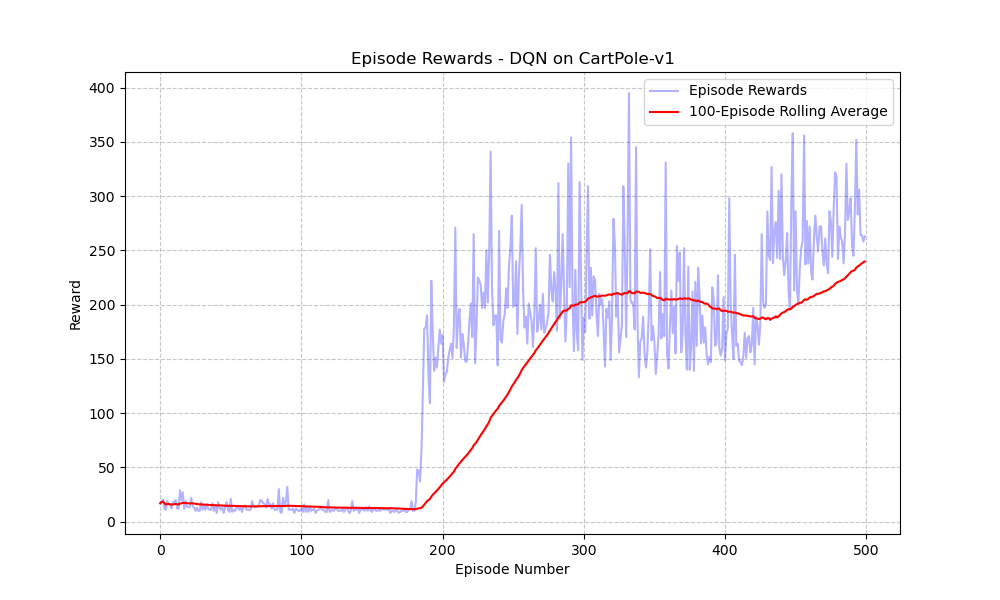 Episode Rewards - DQN on CartPole-v1
Episode Rewards
100-Episode Rolling Average
Reward
400
350
300
250
200
150
100
50
0
0 100 200 300 400 500
Episode Number